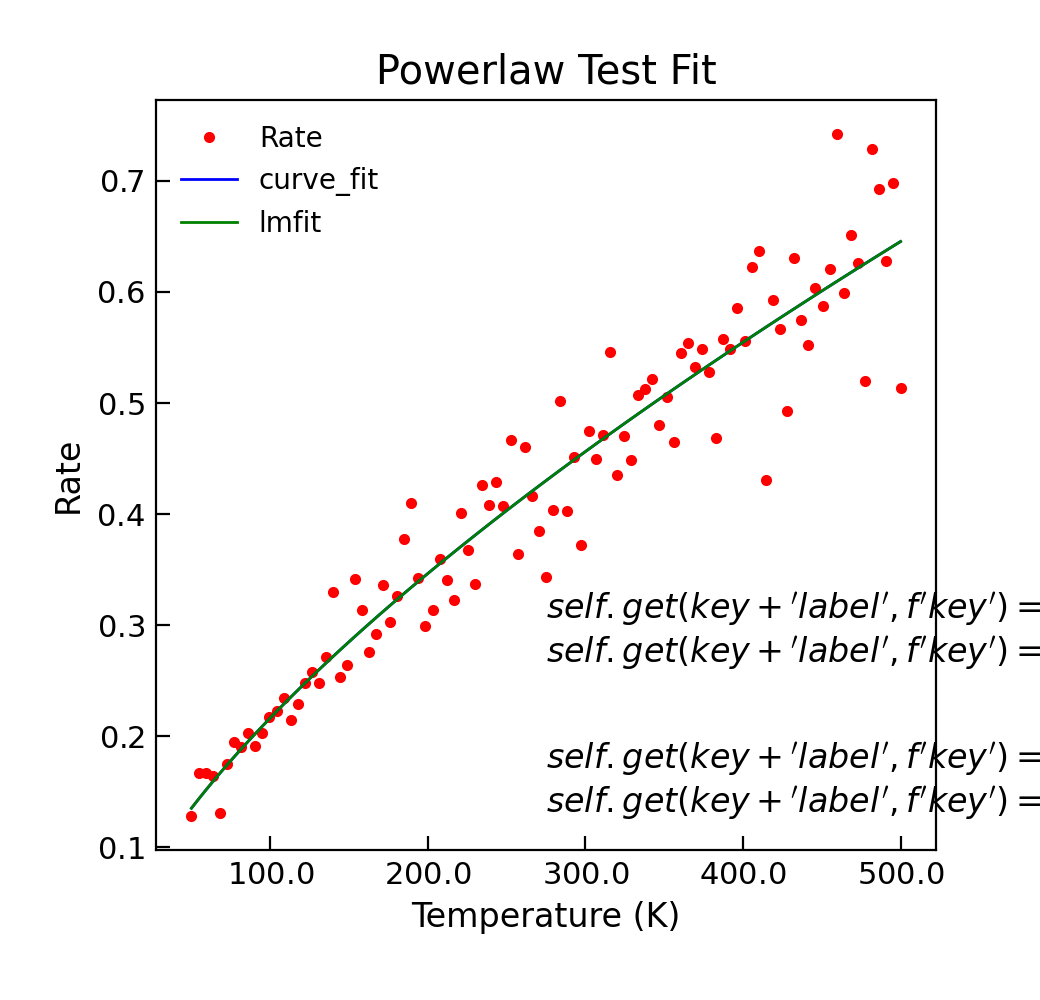 Powerlaw Test Fit
Rate
curve_fit
lmfit
0.7
0.6
0.5
0.4
0.3
0.2
0.1
Rate
self.get(key+'label',f'key')=
self.get(key+'label',f'key')=
self.get(key+'label',f'key')=
self.get(key+'label',f'key')=
100.0 200.0 300.0 400.0 500.0
Temperature (K)